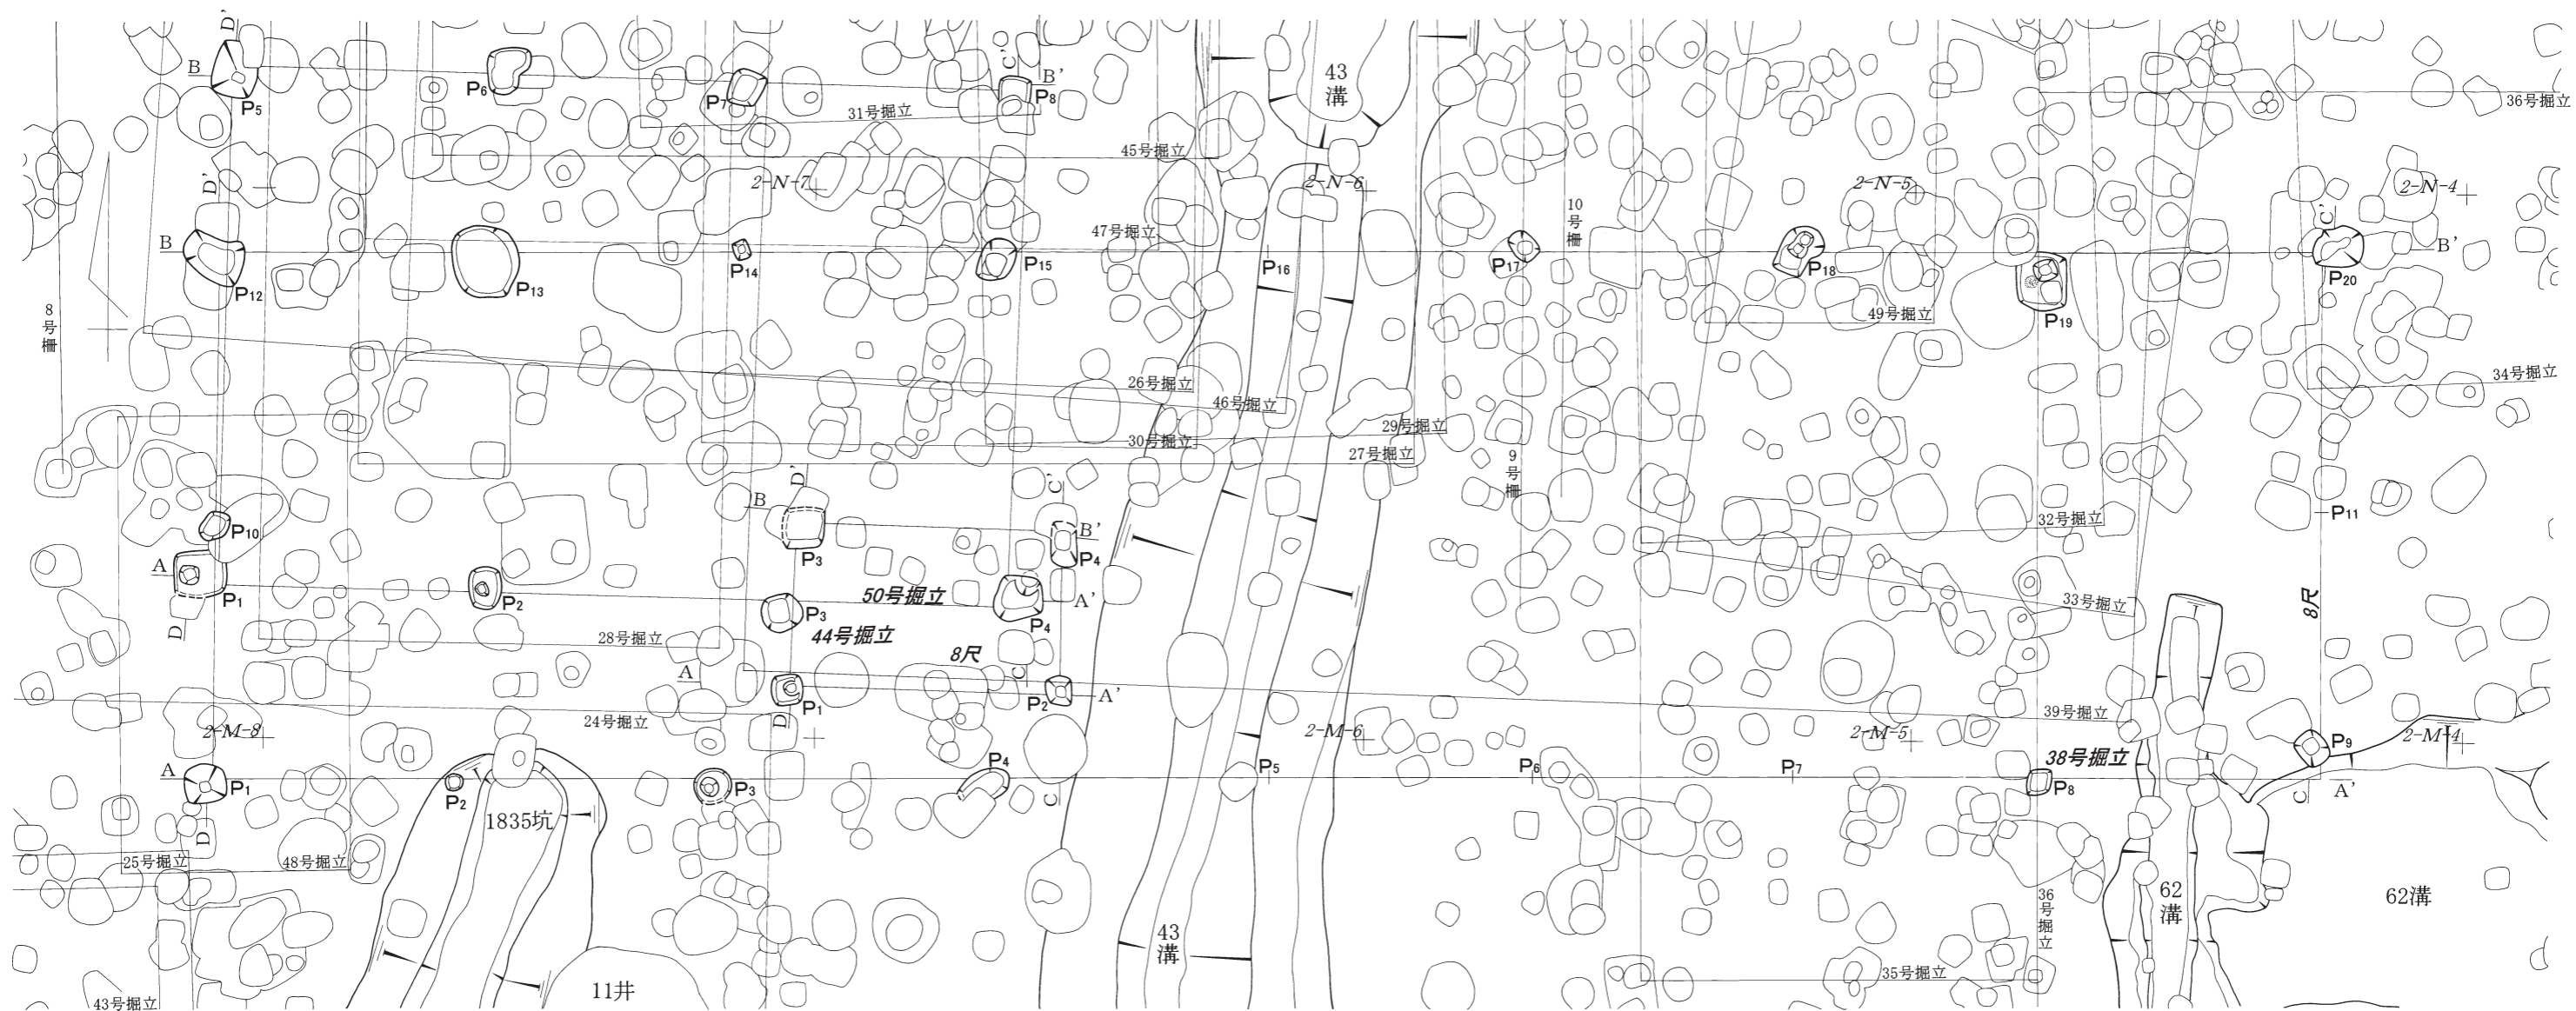 D'
B
P5
P6
P7
C'
B'
P8
31号掘立
43
溝
36号掘立
45号掘立
D'
2-N-7
2-N-6
2-N-5
2-N-4
10
号
柵
47号掘立
B
P12
P13
P14
P15
P16
P17
P18
P19
C'
B'
P20
8
号
柵
49号掘立
26号掘立
46号掘立
34号掘立
30号掘立
29号掘立
27号掘立
9
号
柵
D'
B
P3
C'
B'
P4
P10
P11
32号掘立
A
P1
D
P2
P3
50号掘立
P4
A'
44号掘立
33号掘立
8尺
28号掘立
8尺
A
P1
D
C
P2
A'
24号掘立
39号掘立
2-M-8
2-M-6
2-M-5
2-M-4
38号掘立
A
P1
D
P2
P3
P4
C
P5
P6
P7
P8
P9
C
A'
1835坑
25号掘立
48号掘立
43
溝
36
号
掘
立
62
溝
62溝
35号掘立
11井
43号掘立